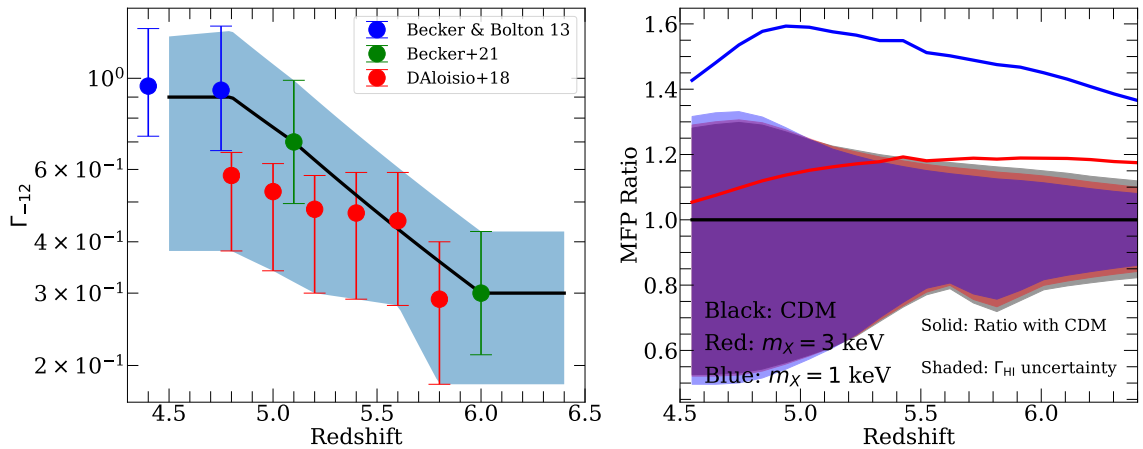 Becker & Bolton 13
Becker+21
DAloisio+18
10⁰
6 × 10⁻¹
4 × 10⁻¹
3 × 10⁻¹
2 × 10⁻¹
Γ₋₁₂
4.5 5.0 5.5 6.0 6.5
Redshift
1.6
1.4
1.2
1.0
0.8
0.6
MFP Ratio
Black: CDM
Red: m_X = 3 keV
Blue: m_X = 1 keV
Solid: Ratio with CDM
Shaded: Γ_HI uncertainty
4.5 5.0 5.5 6.0
Redshift